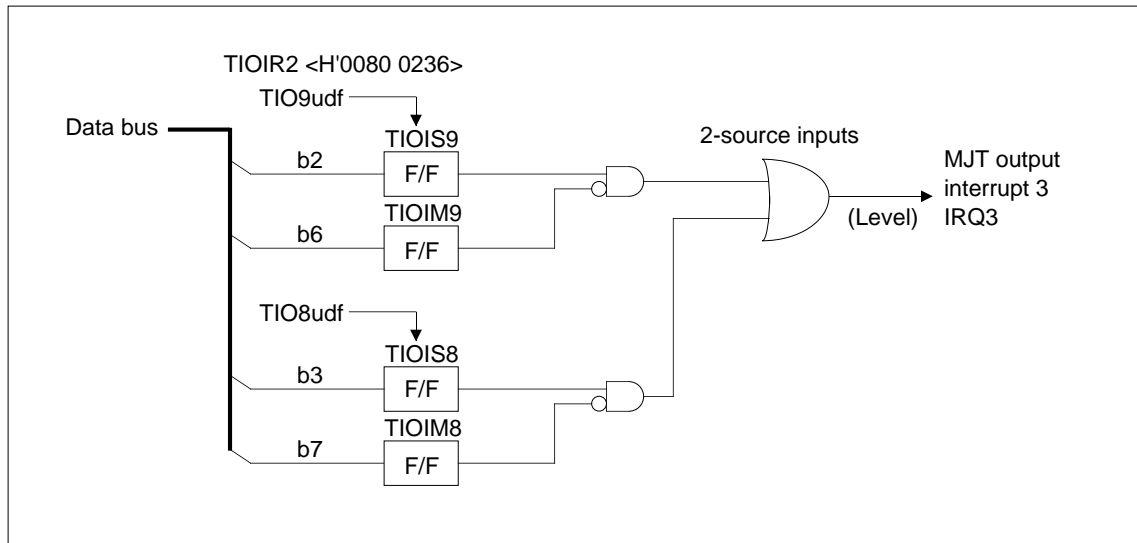 TIOIR2 <H'0080 0236>
TIO9udf
Data bus
TIOIS9
2-source inputs
b2
F/F
MJT output
interrupt 3
IRQ3
TIOIM9
(Level)
b6
F/F
TIO8udf
TIOIS8
b3
F/F
TIOIM8
b7
F/F